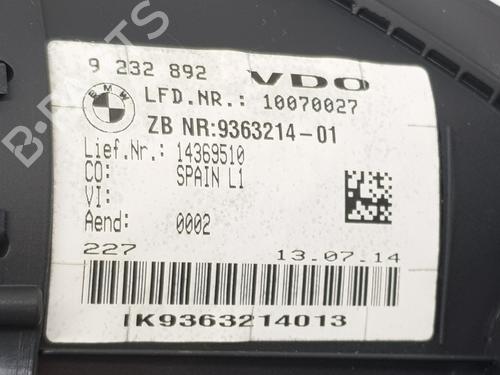 9 232 892 VDO
BMW
LFD.NR.: 10070027
ZB NR:9363214-01
Lief.Nr.: 14369510
CO: SPAIN L1
VI:
Aend: 0002
227 13.07.14
IK9363214013